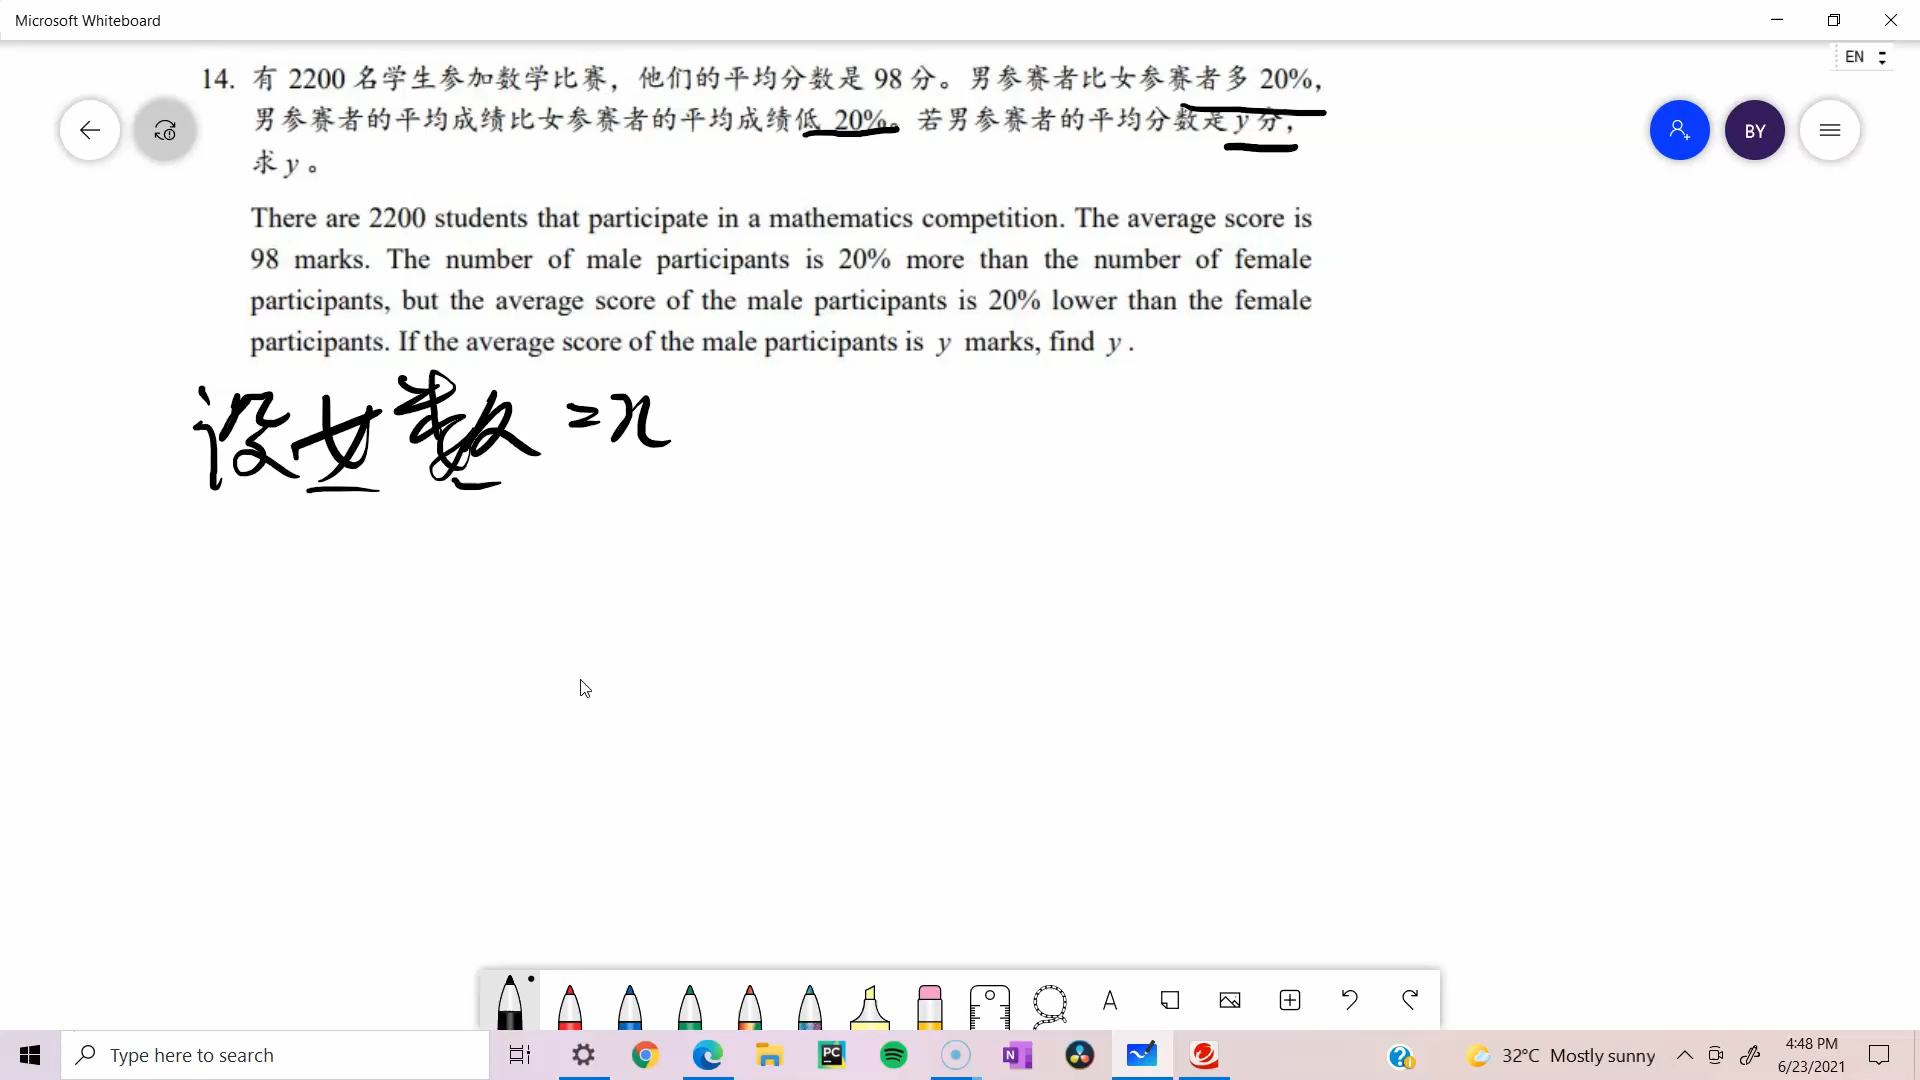 Microsoft Whiteboard
EN
14. 有 2200 名学生参加数学比赛，他们的平均分数是 98 分。男参赛者比女参赛者多 20%，
男参赛者的平均成绩比女参赛者的平均成绩低 20%。若男参赛者的平均分数是 y 分，
求 y 。
BY
There are 2200 students that participate in a mathematics competition. The average score is
98 marks. The number of male participants is 20% more than the number of female
participants, but the average score of the male participants is 20% lower than the female
participants. If the average score of the male participants is y marks, find y .
设女数 = x
A
Type here to search
PC
N
32°C Mostly sunny
4:48 PM
6/23/2021